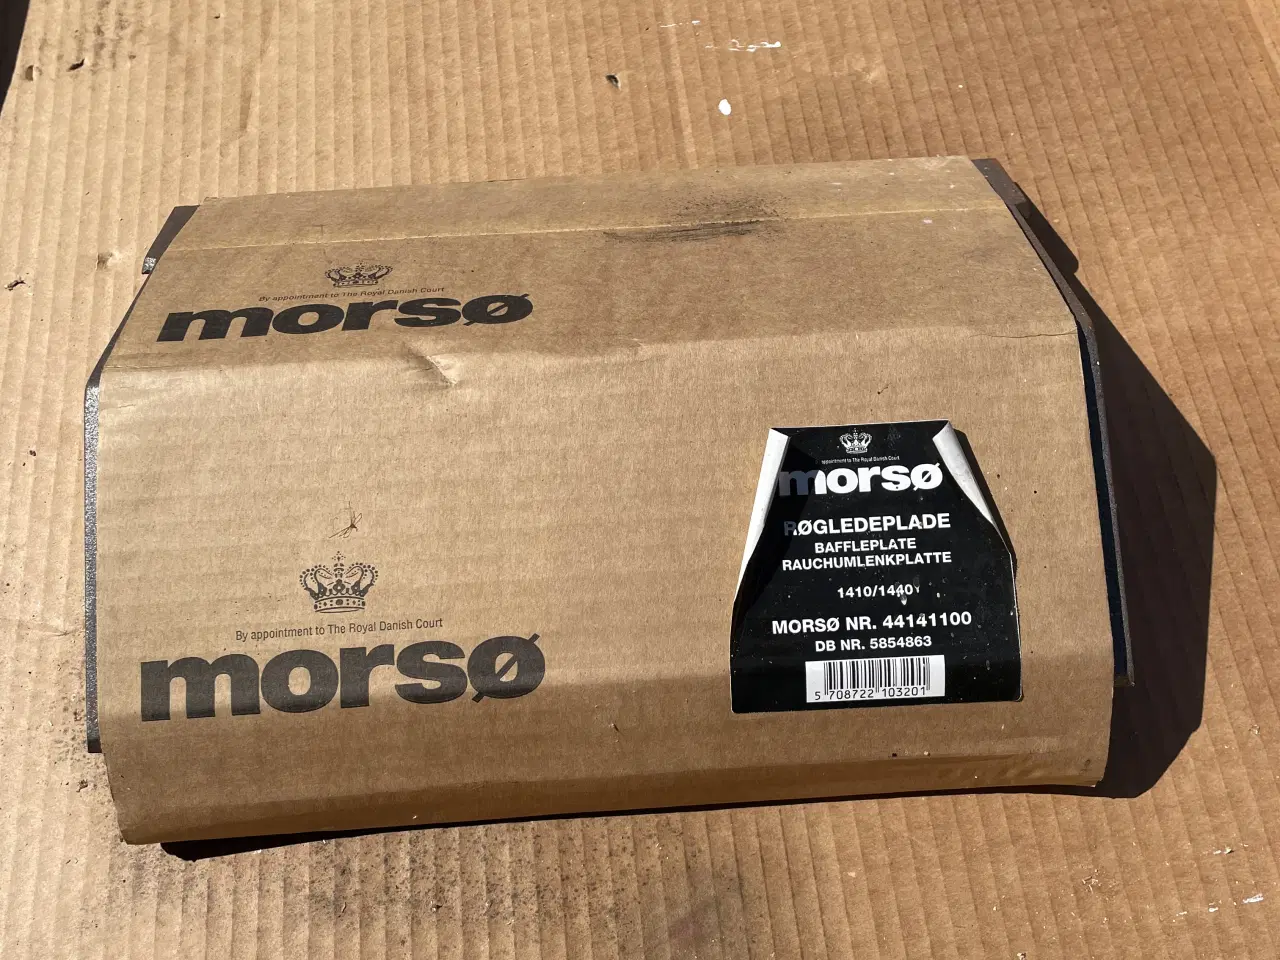 By appointment to The Royal Danish Court
morsø
By appointment to The Royal Danish Court
morsø
appointment to The Royal Danish Court
morsø
RØGLEDEPLADE
BAFFLEPLATE
RAUCHUMLENKPLATTE
1410/1440
MORSØ NR. 44141100
DB NR. 5854863
5 708722 103201